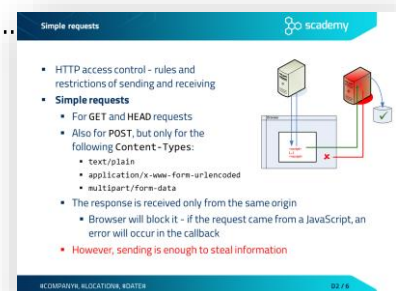 Simple requests
scademy
HTTP access control - rules and
restrictions of sending and receiving
Simple requests
For GET and HEAD requests
Also for POST, but only for the
following Content-Types:
text/plain
application/x-www-form-urlencoded
multipart/form-data
The response is received only from the same origin
Browser will block it - if the request came from a JavaScript, an
error will occur in the callback
However, sending is enough to steal information
#COMPANY#, #LOCATION#, #DATE#
D2 / 6